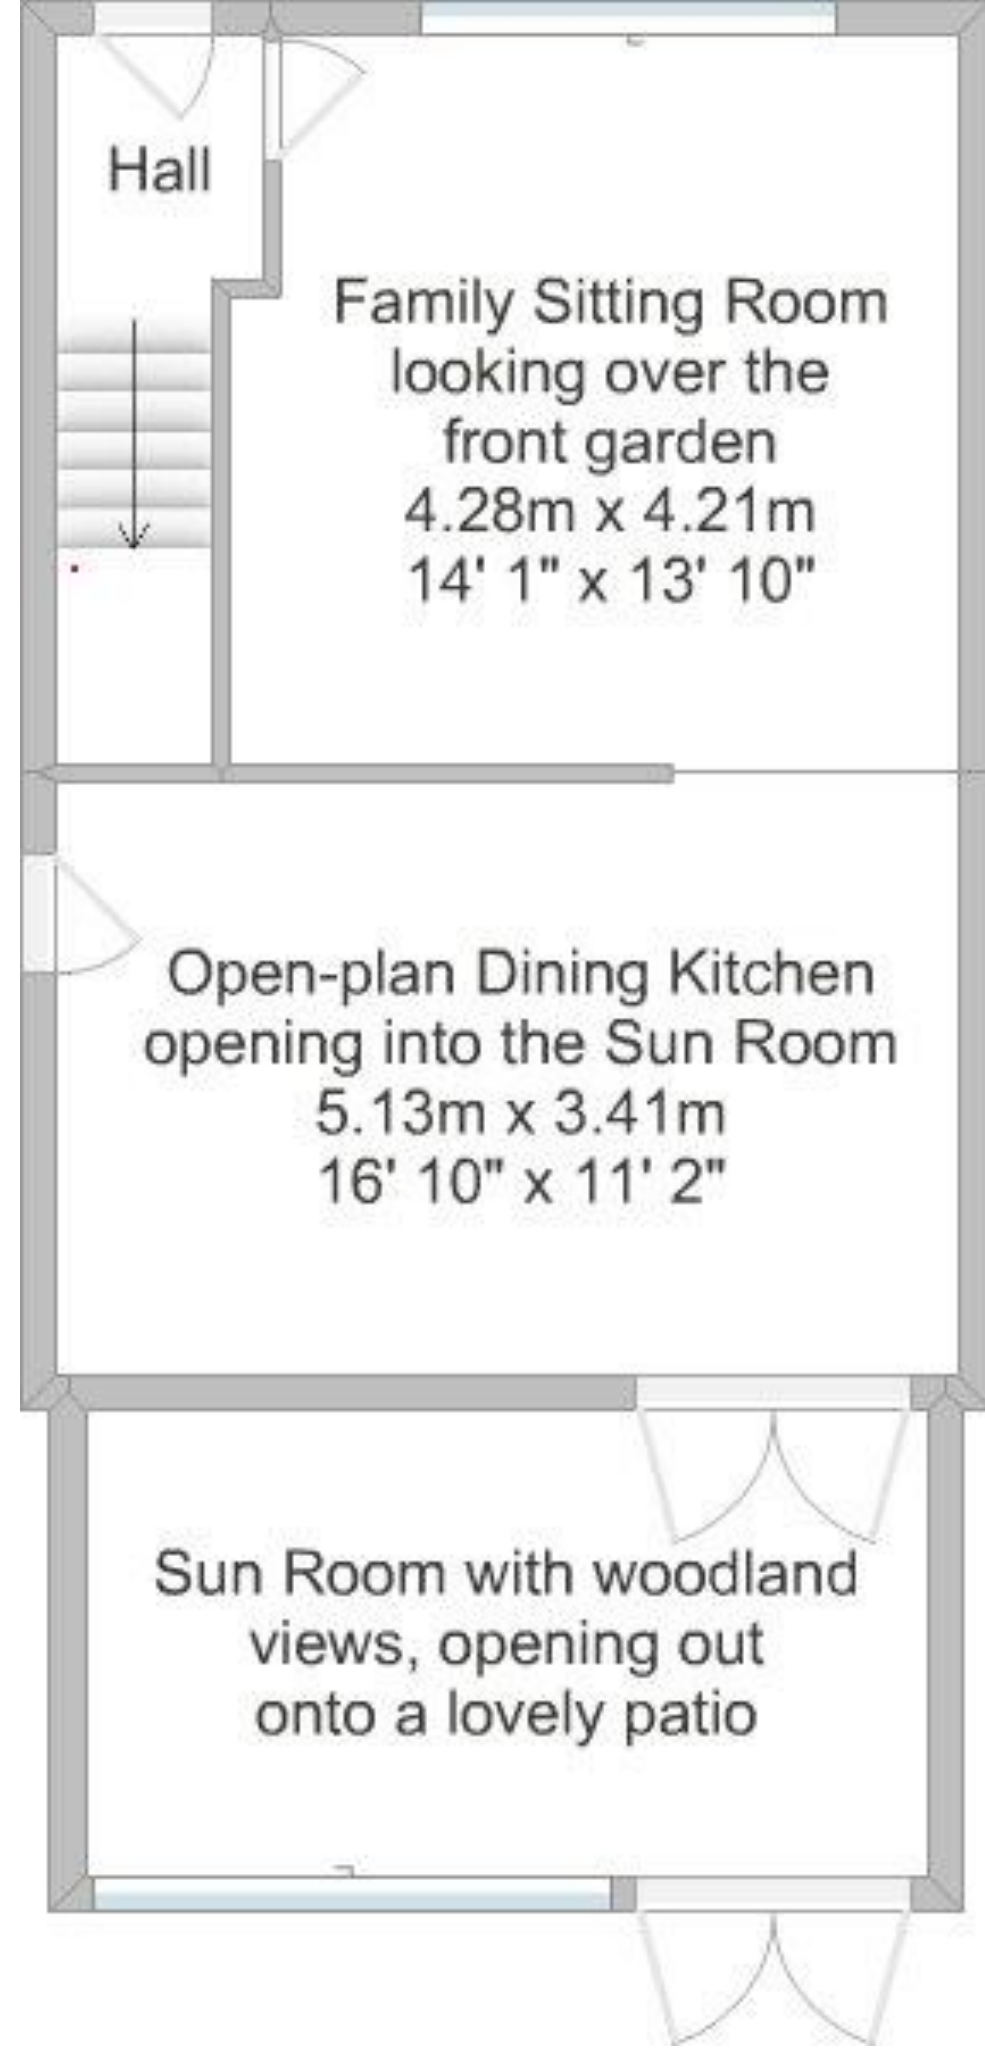 Hall
Family Sitting Room
looking over the
front garden
4.28m x 4.21m
14' 1" x 13' 10"
Open-plan Dining Kitchen
opening into the Sun Room
5.13m x 3.41m
16' 10" x 11' 2"
Sun Room with woodland
views, opening out
onto a lovely patio